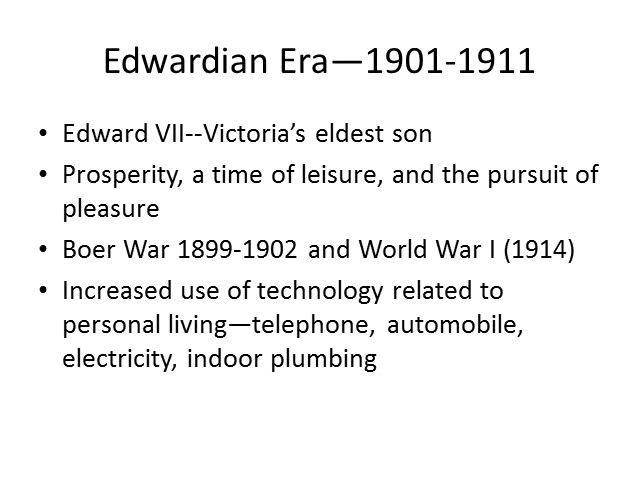 Edwardian Era—1901-1911
• Edward VII--Victoria's eldest son
• Prosperity, a time of leisure, and the pursuit of
pleasure
• Boer War 1899-1902 and World War I (1914)
• Increased use of technology related to
personal living—telephone, automobile,
electricity, indoor plumbing